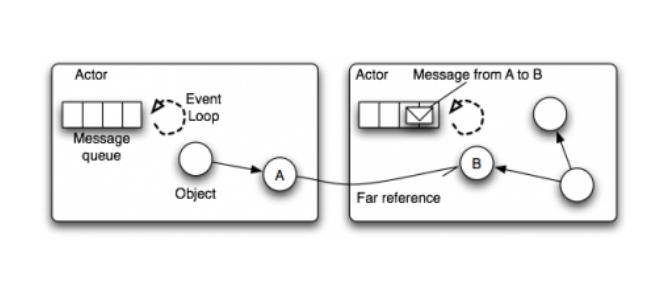 Actor
Event
Loop
Message
queue
Object
A
Actor
Message from A to B
B
Far reference